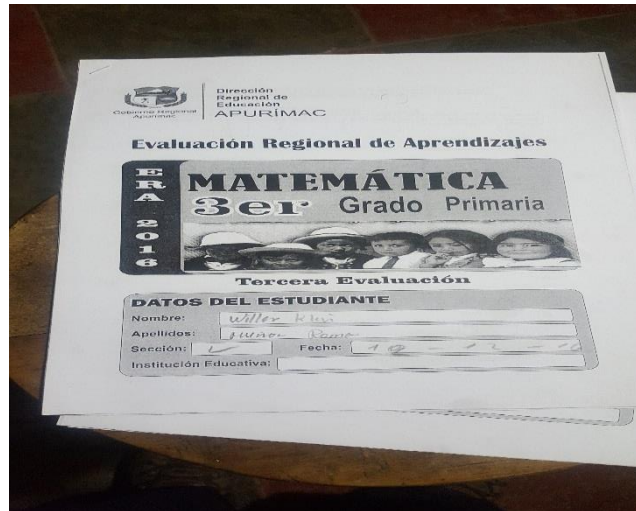 Gobierno Regional
Apurímac
Dirección
Regional de
Educación
APURÍMAC
Evaluación Regional de Aprendizajes
ERA 2016
MATEMÁTICA
3er Grado Primaria
Tercera Evaluación
DATOS DEL ESTUDIANTE
Nombre:
Apellidos:
Sección: Fecha:
Institución Educativa: